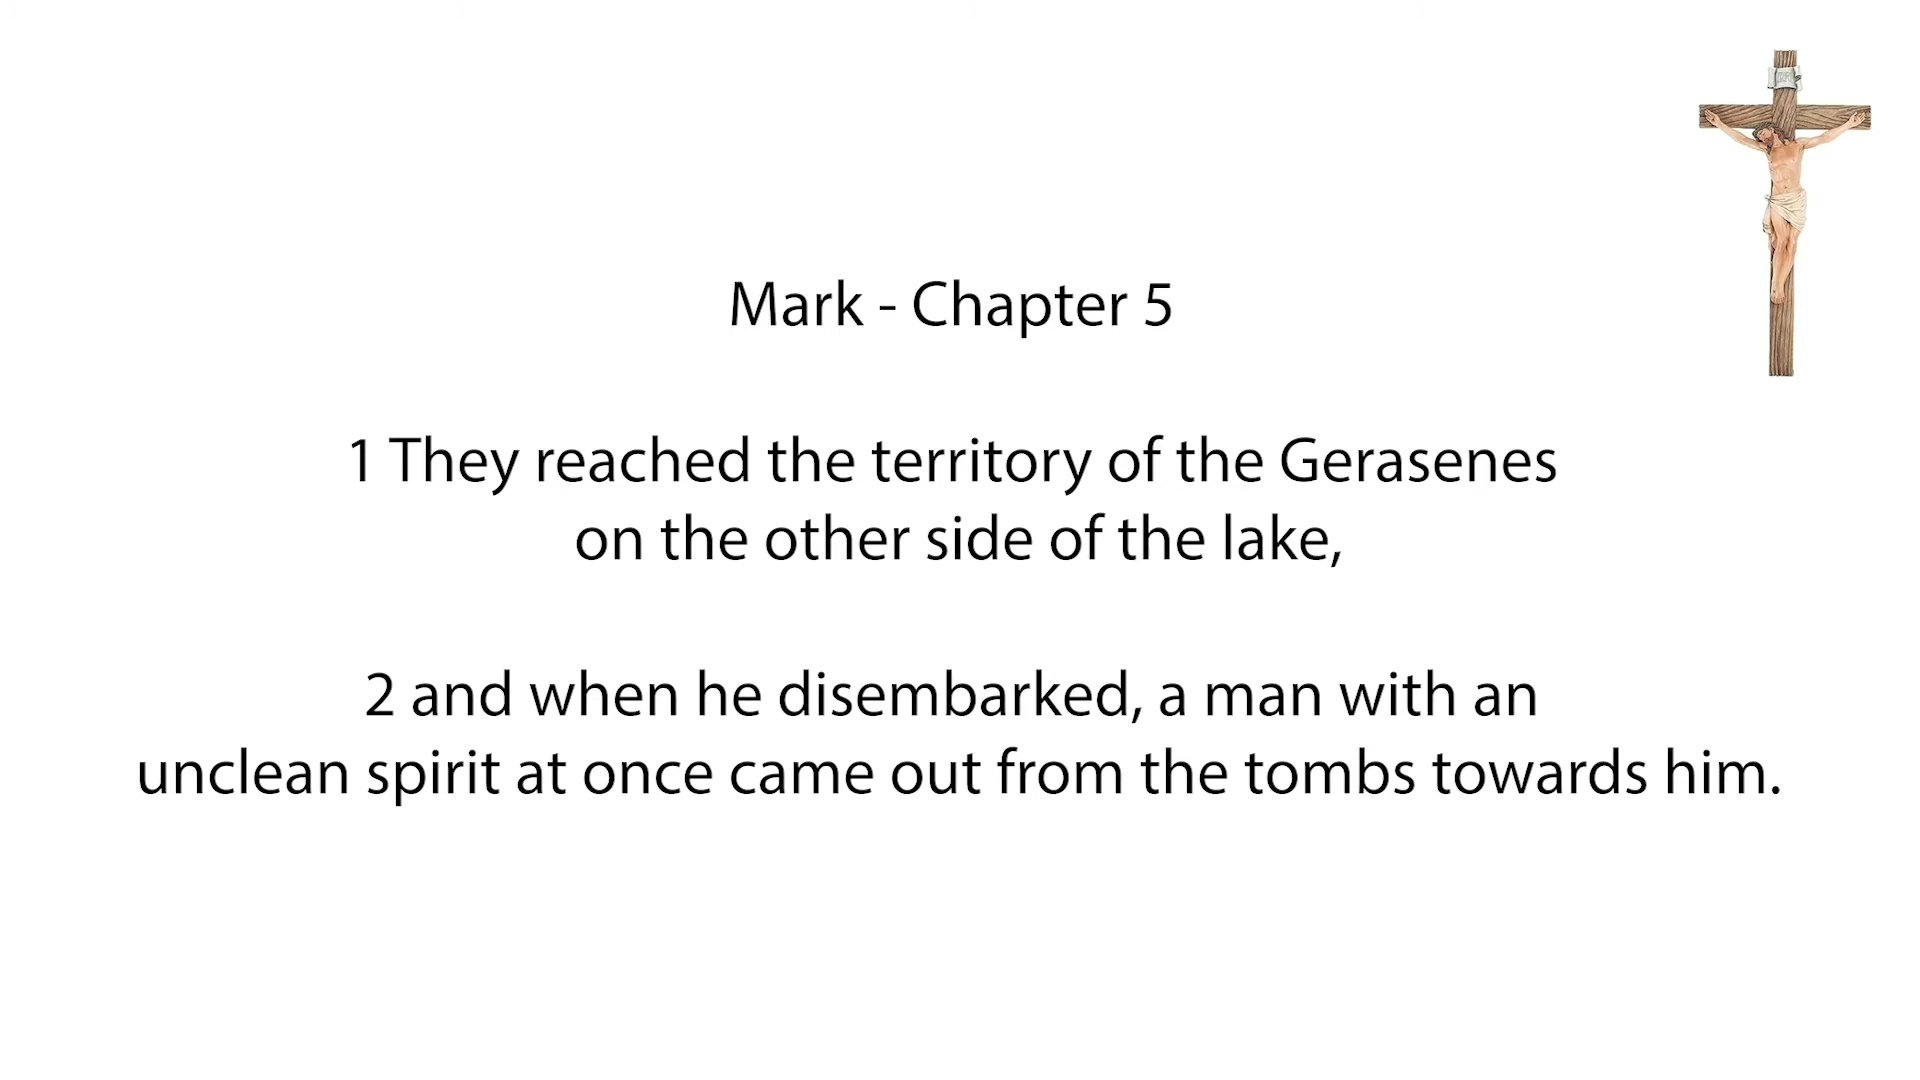 Mark - Chapter 5
1 They reached the territory of the Gerasenes
on the other side of the lake,
2 and when he disembarked, a man with an
unclean spirit at once came out from the tombs towards him.